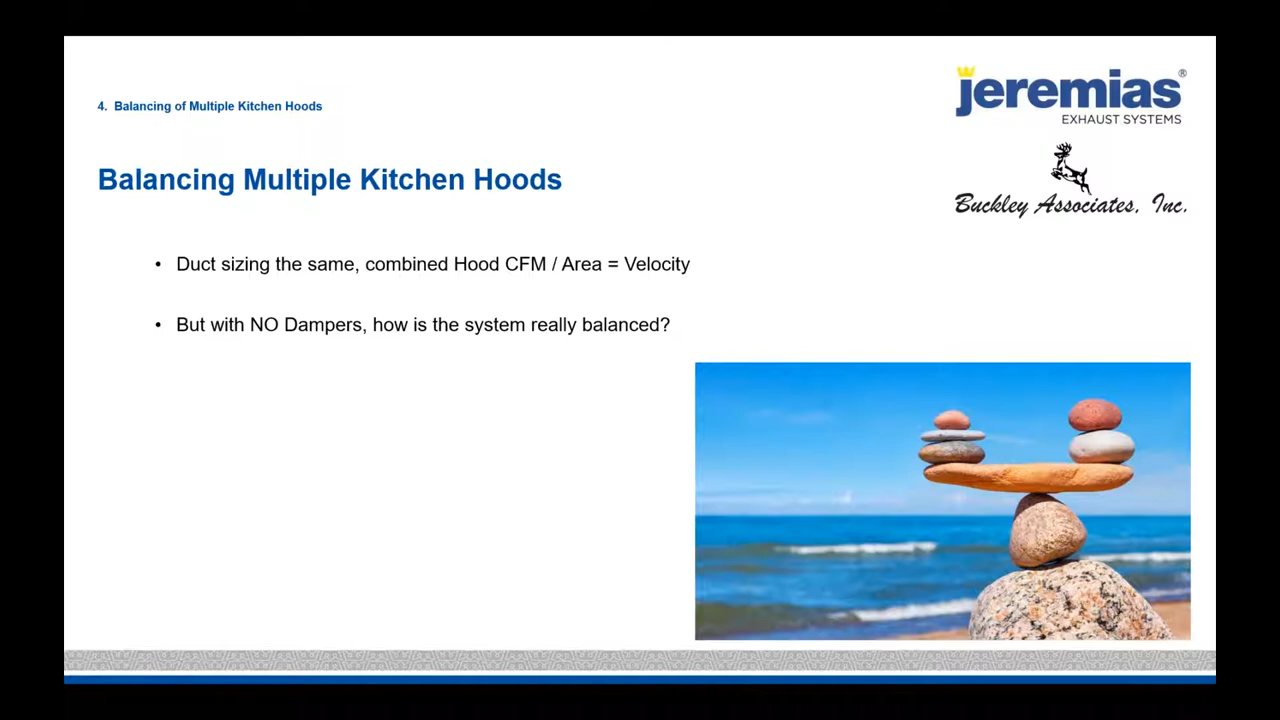 4. Balancing of Multiple Kitchen Hoods
jeremias®
EXHAUST SYSTEMS
Buckley Associates, Inc.
Balancing Multiple Kitchen Hoods
• Duct sizing the same, combined Hood CFM / Area = Velocity
• But with NO Dampers, how is the system really balanced?